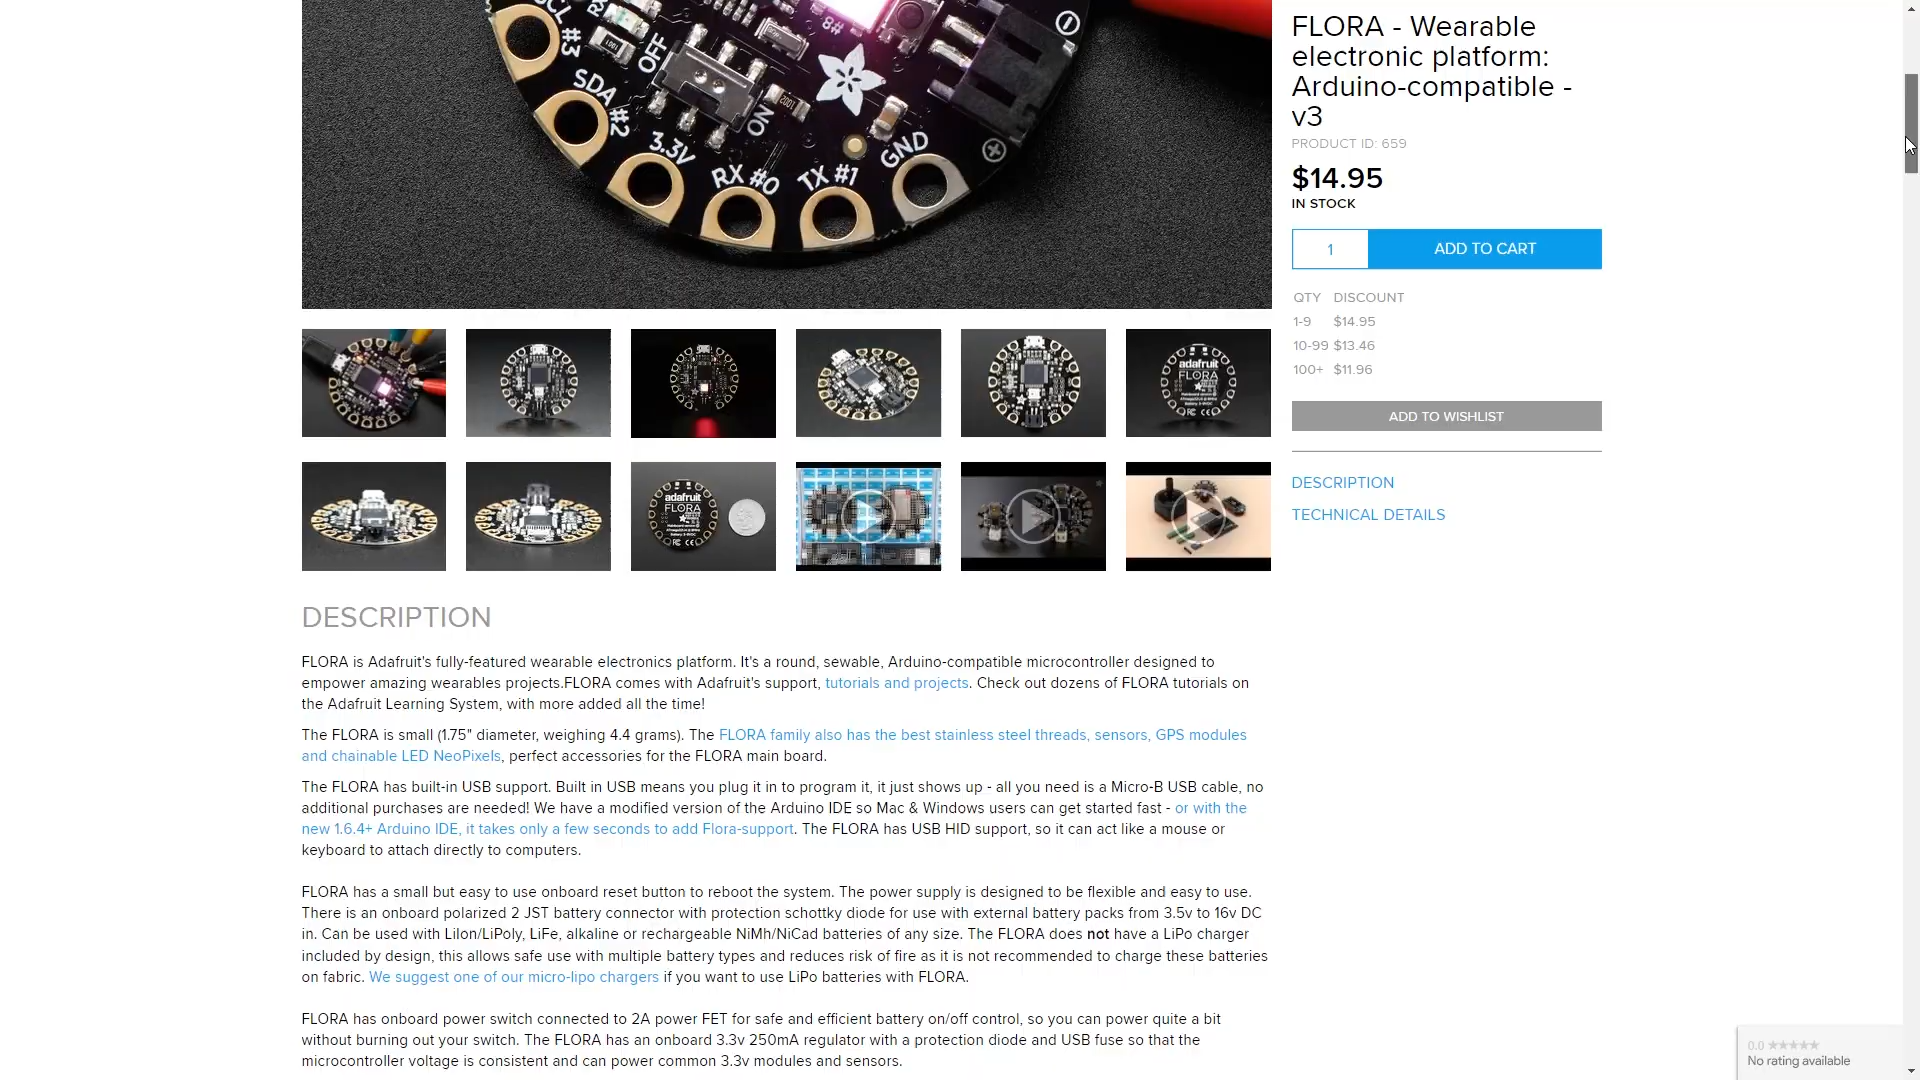 SCL #3
OFF
8#
SDA #2
ON
3.3V
RX #0
TX #1
GND
FLORA - Wearable
electronic platform:
Arduino-compatible -
v3
PRODUCT ID: 659
$14.95
IN STOCK
1
ADD TO CART
QTY DISCOUNT
1-9 $14.95
10-99 $13.46
100+ $11.96
ADD TO WISHLIST
DESCRIPTION
TECHNICAL DETAILS
adafruit
FLORA
adafruit
FLORA
DESCRIPTION
FLORA is Adafruit's fully-featured wearable electronics platform. It's a round, sewable, Arduino-compatible microcontroller designed to
empower amazing wearables projects.FLORA comes with Adafruit's support, tutorials and projects. Check out dozens of FLORA tutorials on
the Adafruit Learning System, with more added all the time!
The FLORA is small (1.75" diameter, weighing 4.4 grams). The FLORA family also has the best stainless steel threads, sensors, GPS modules
and chainable LED NeoPixels, perfect accessories for the FLORA main board.
The FLORA has built-in USB support. Built in USB means you plug it in to program it, it just shows up - all you need is a Micro-B USB cable, no
additional purchases are needed! We have a modified version of the Arduino IDE so Mac & Windows users can get started fast - or with the
new 1.6.4+ Arduino IDE, it takes only a few seconds to add Flora-support. The FLORA has USB HID support, so it can act like a mouse or
keyboard to attach directly to computers.
FLORA has a small but easy to use onboard reset button to reboot the system. The power supply is designed to be flexible and easy to use.
There is an onboard polarized 2 JST battery connector with protection schottky diode for use with external battery packs from 3.5v to 16v DC
in. Can be used with LiIon/LiPoly, LiFe, alkaline or rechargeable NiMh/NiCad batteries of any size. The FLORA does not have a LiPo charger
included by design, this allows safe use with multiple battery types and reduces risk of fire as it is not recommended to charge these batteries
on fabric. We suggest one of our micro-lipo chargers if you want to use LiPo batteries with FLORA.
FLORA has onboard power switch connected to 2A power FET for safe and efficient battery on/off control, so you can power quite a bit
without burning out your switch. The FLORA has an onboard 3.3v 250mA regulator with a protection diode and USB fuse so that the
microcontroller voltage is consistent and can power common 3.3v modules and sensors.
0.0
No rating available